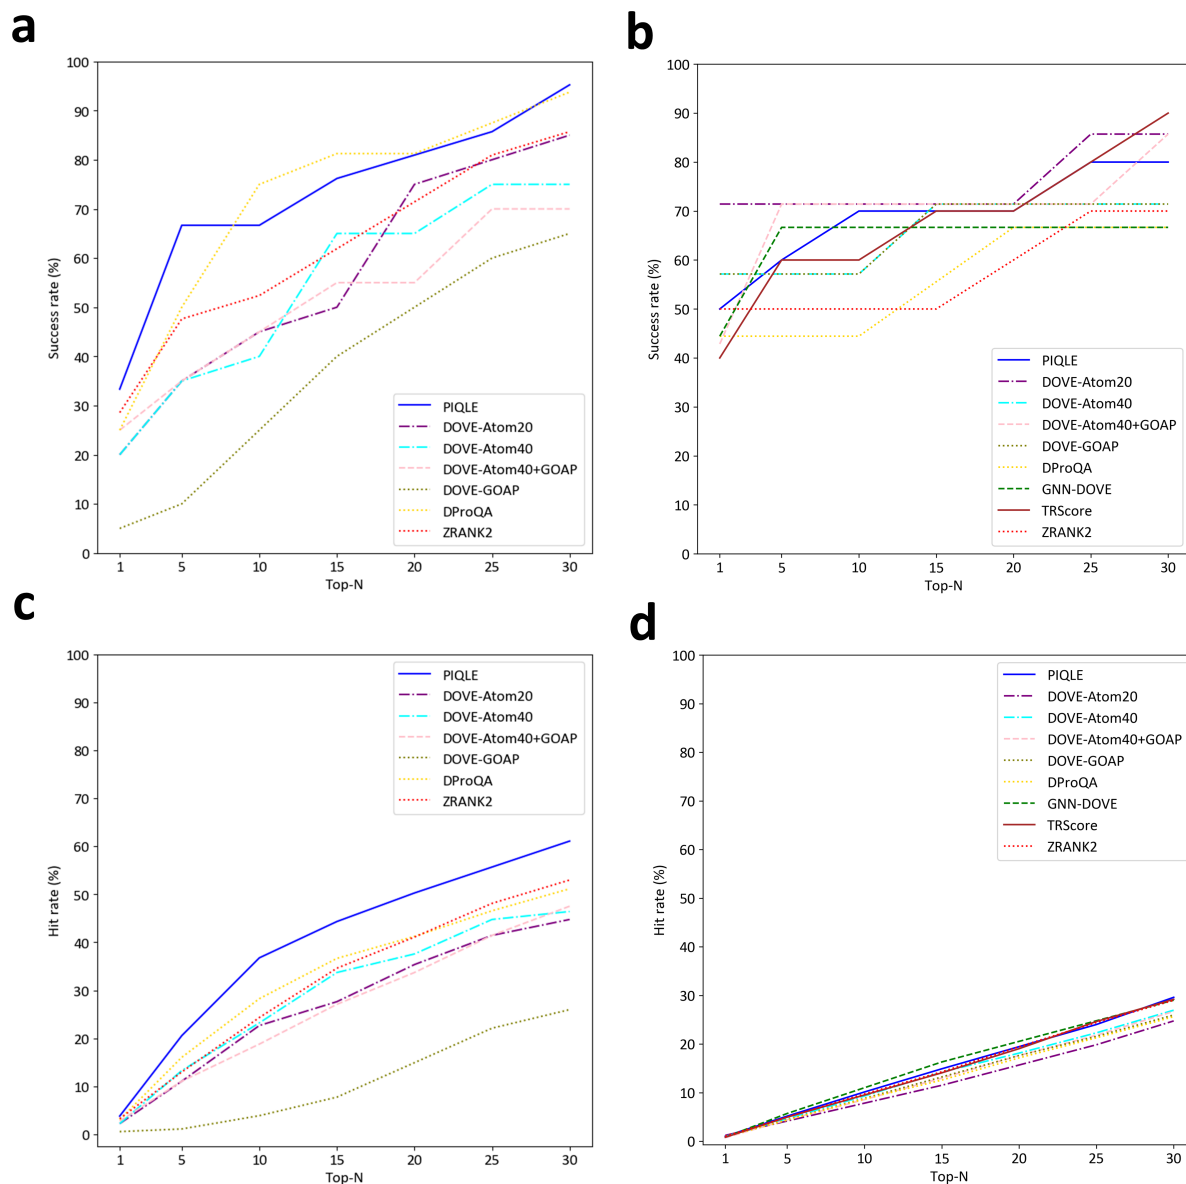 a
100
90
80
70
60
50
40
30
20
10
0
Success rate (%)
1 5 10 15 20 25 30
Top-N
PIQLE
DOVE-Atom20
DOVE-Atom40
DOVE-Atom40+GOAP
DOVE-GOAP
DProQA
ZRANK2
b
100
90
80
70
60
50
40
30
20
10
0
Success rate (%)
1 5 10 15 20 25 30
Top-N
PIQLE
DOVE-Atom20
DOVE-Atom40
DOVE-Atom40+GOAP
DOVE-GOAP
DProQA
GNN-DOVE
TRScore
ZRANK2
c
100
90
80
70
60
50
40
30
20
10
0
Hit rate (%)
1 5 10 15 20 25 30
Top-N
PIQLE
DOVE-Atom20
DOVE-Atom40
DOVE-Atom40+GOAP
DOVE-GOAP
DProQA
ZRANK2
d
100
90
80
70
60
50
40
30
20
10
0
Hit rate (%)
1 5 10 15 20 25 30
Top-N
PIQLE
DOVE-Atom20
DOVE-Atom40
DOVE-Atom40+GOAP
DOVE-GOAP
DProQA
GNN-DOVE
TRScore
ZRANK2